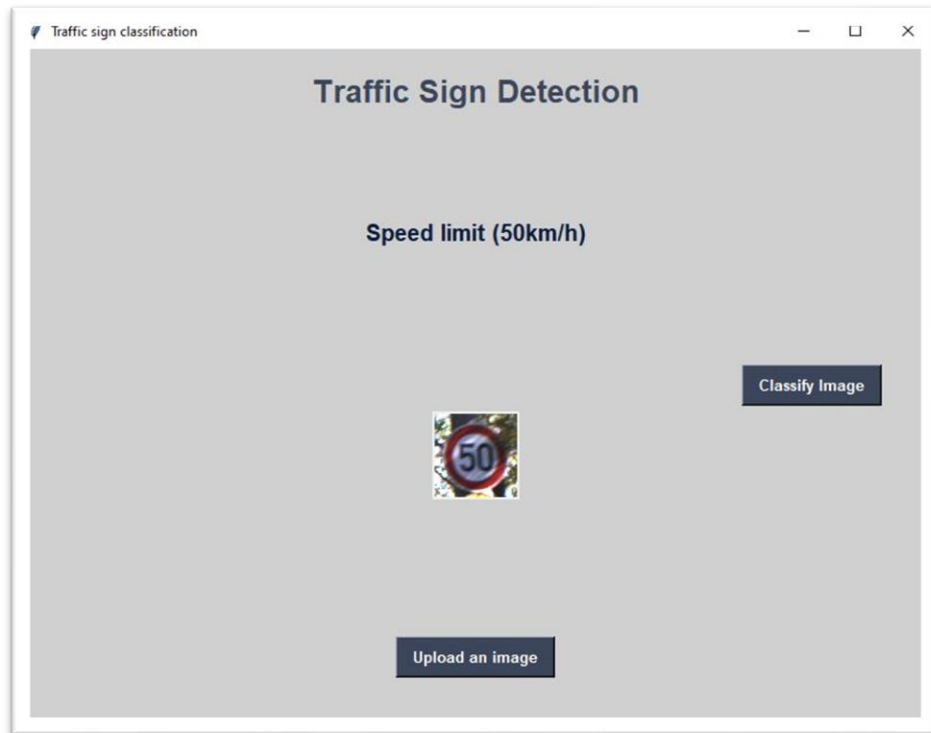 Traffic sign classification
Traffic Sign Detection
Speed limit (50km/h)
Classify Image
50
Upload an image